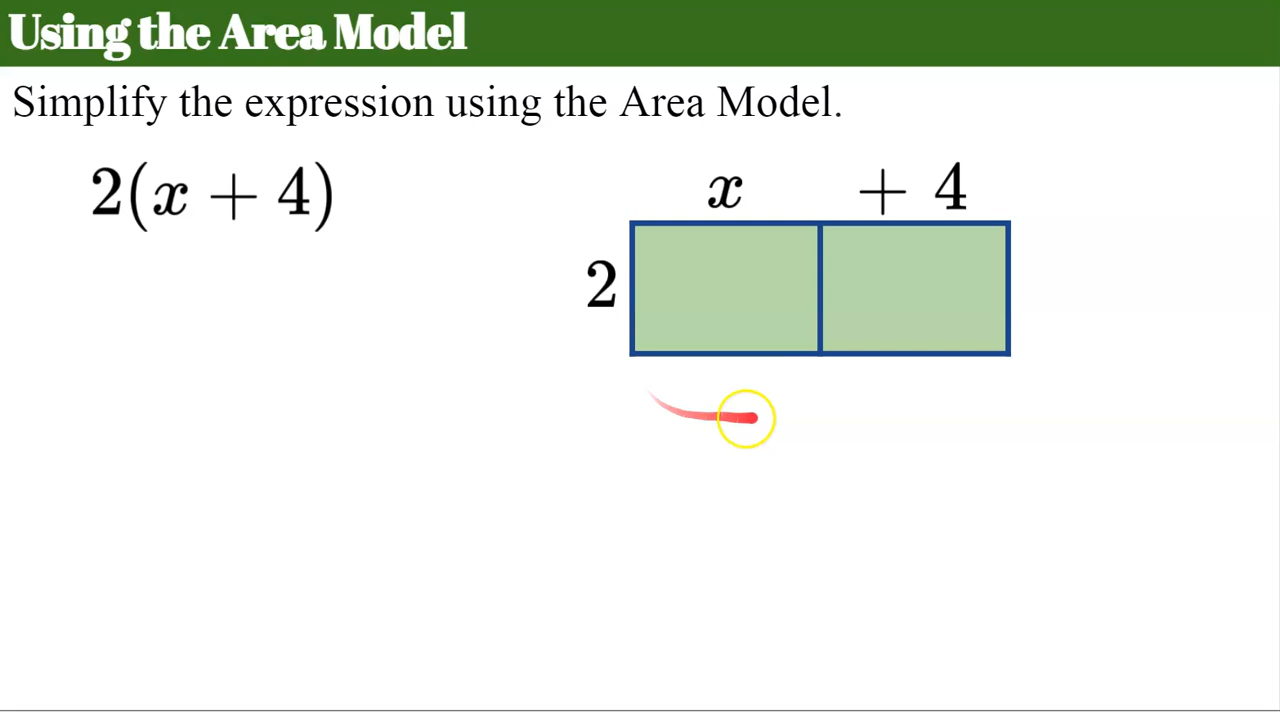 Using the Area Model
Simplify the expression using the Area Model.
2(x + 4)
x + 4
2